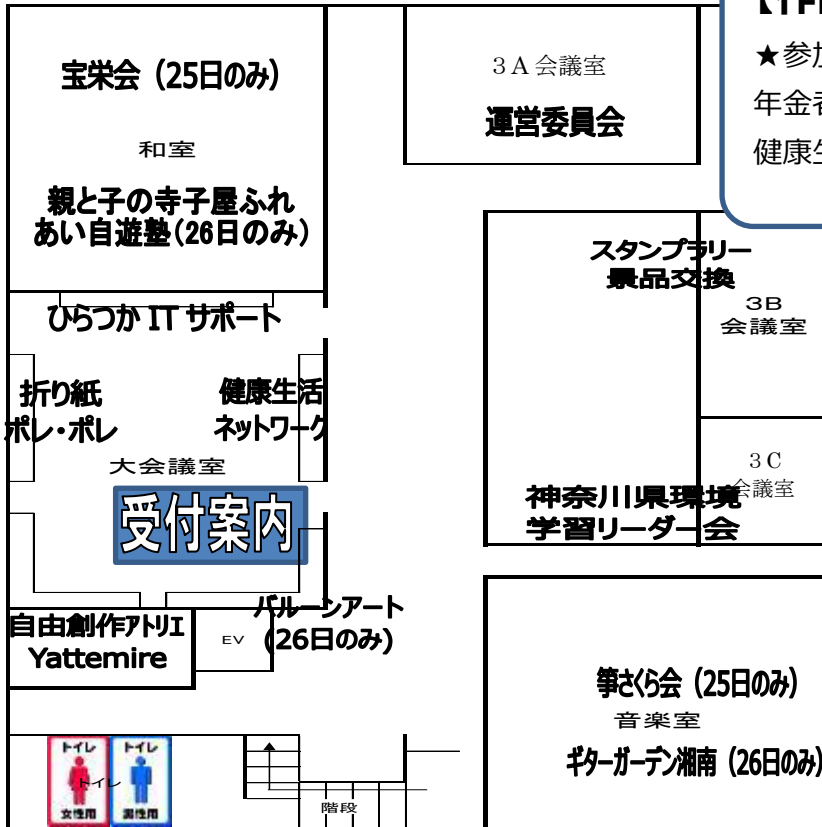 宝栄会（25日のみ）
和室
親と子の寺子屋ふれ
あい自遊塾（26日のみ）
3A 会議室
運営委員会
【1F
★参加
年金者
健康生
スタンプラリー
景品交換
3B
会議室
ひらつか IT サポート
折り紙
ポレ・ポレ
健康生活
ネットワーク
大会議室
受付案内
3C
会議室
神奈川県環境
学習リーダー会
自由創作アトリエ
Yattemire
EV
バルーンアート
(26日のみ)
箏さくら会（25日のみ）
音楽室
ギターガーデン湘南（26日のみ）
トイレ
女性用
トイレ
男性用
トイレ
階段